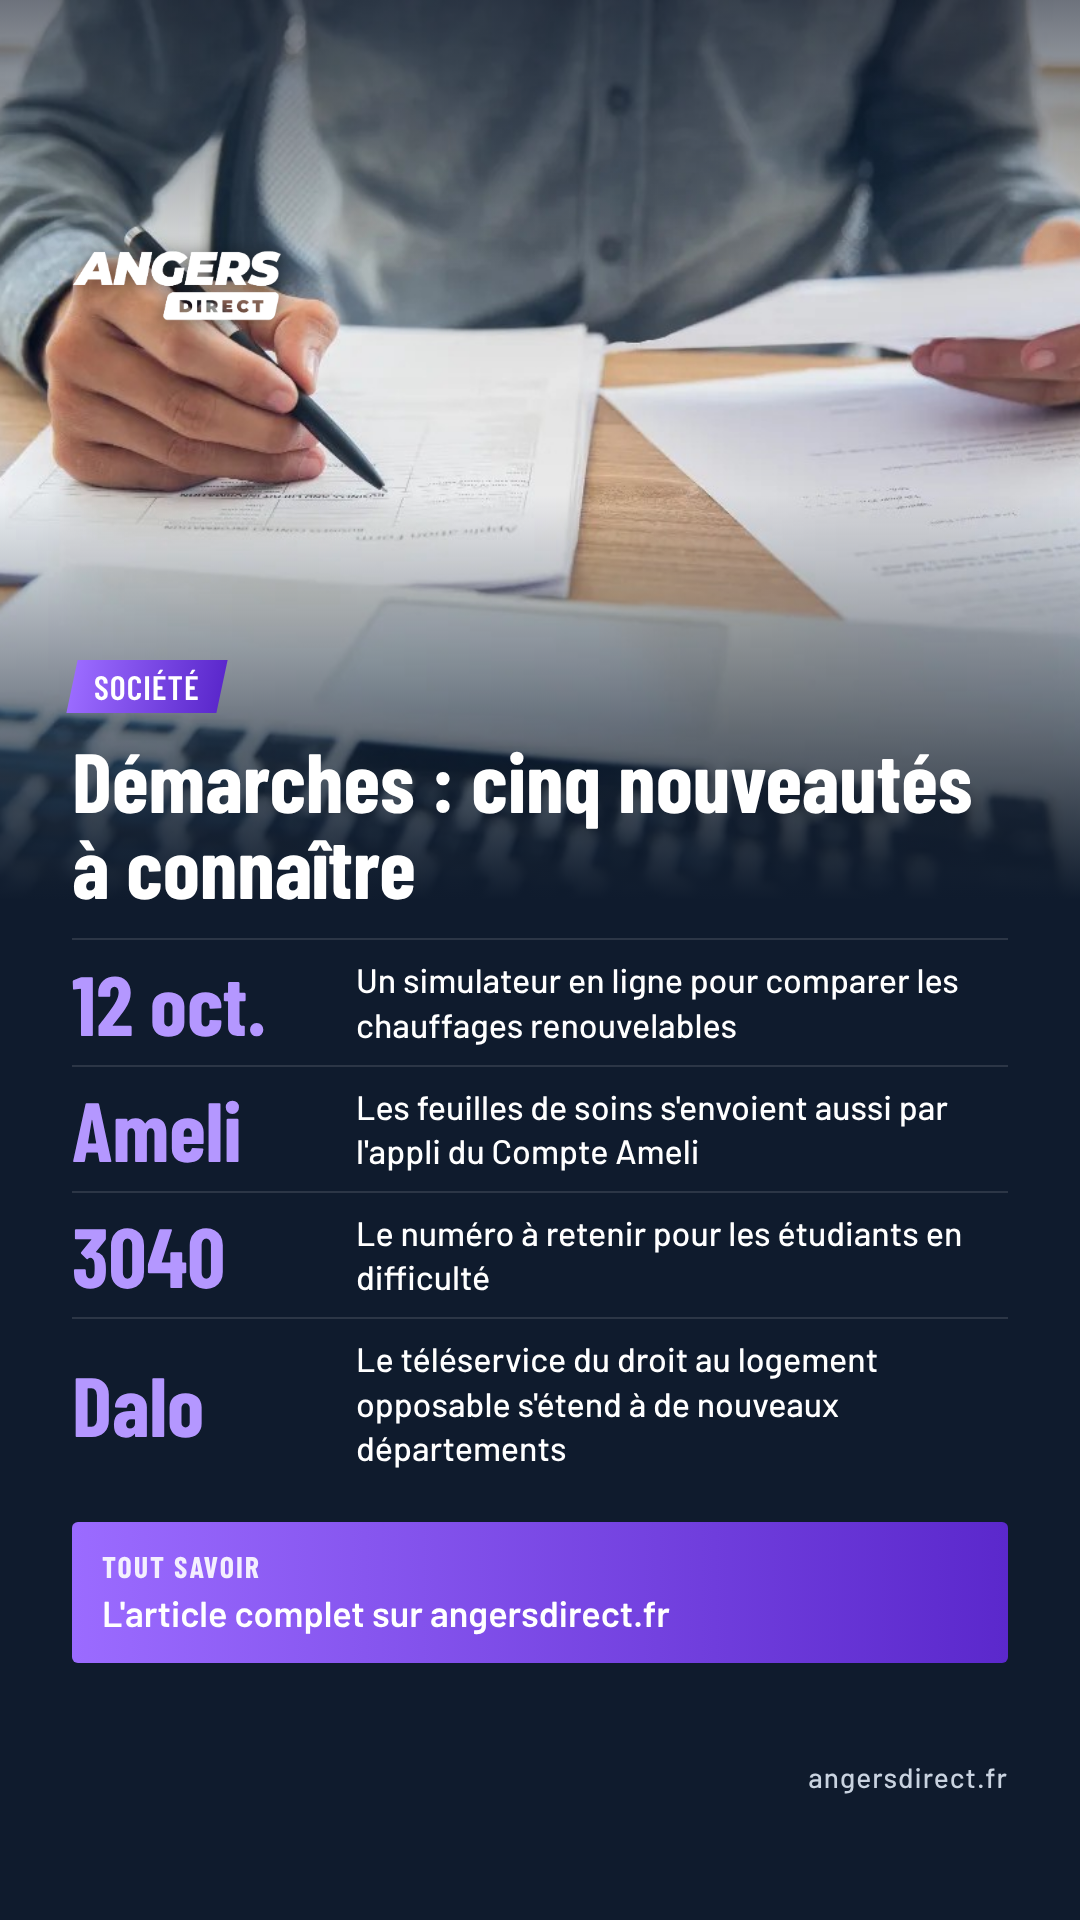 ANGERS
DIRECT
Application Form
SOCIÉTÉ
Démarches : cinq nouveautés
à connaître
12 oct.
Un simulateur en ligne pour comparer les
chauffages renouvelables
Ameli
Les feuilles de soins s'envoient aussi par
l'appli du Compte Ameli
3040
Le numéro à retenir pour les étudiants en
difficulté
Dalo
Le téléservice du droit au logement
opposable s'étend à de nouveaux
départements
TOUT SAVOIR
L'article complet sur angersdirect.fr
angersdirect.fr